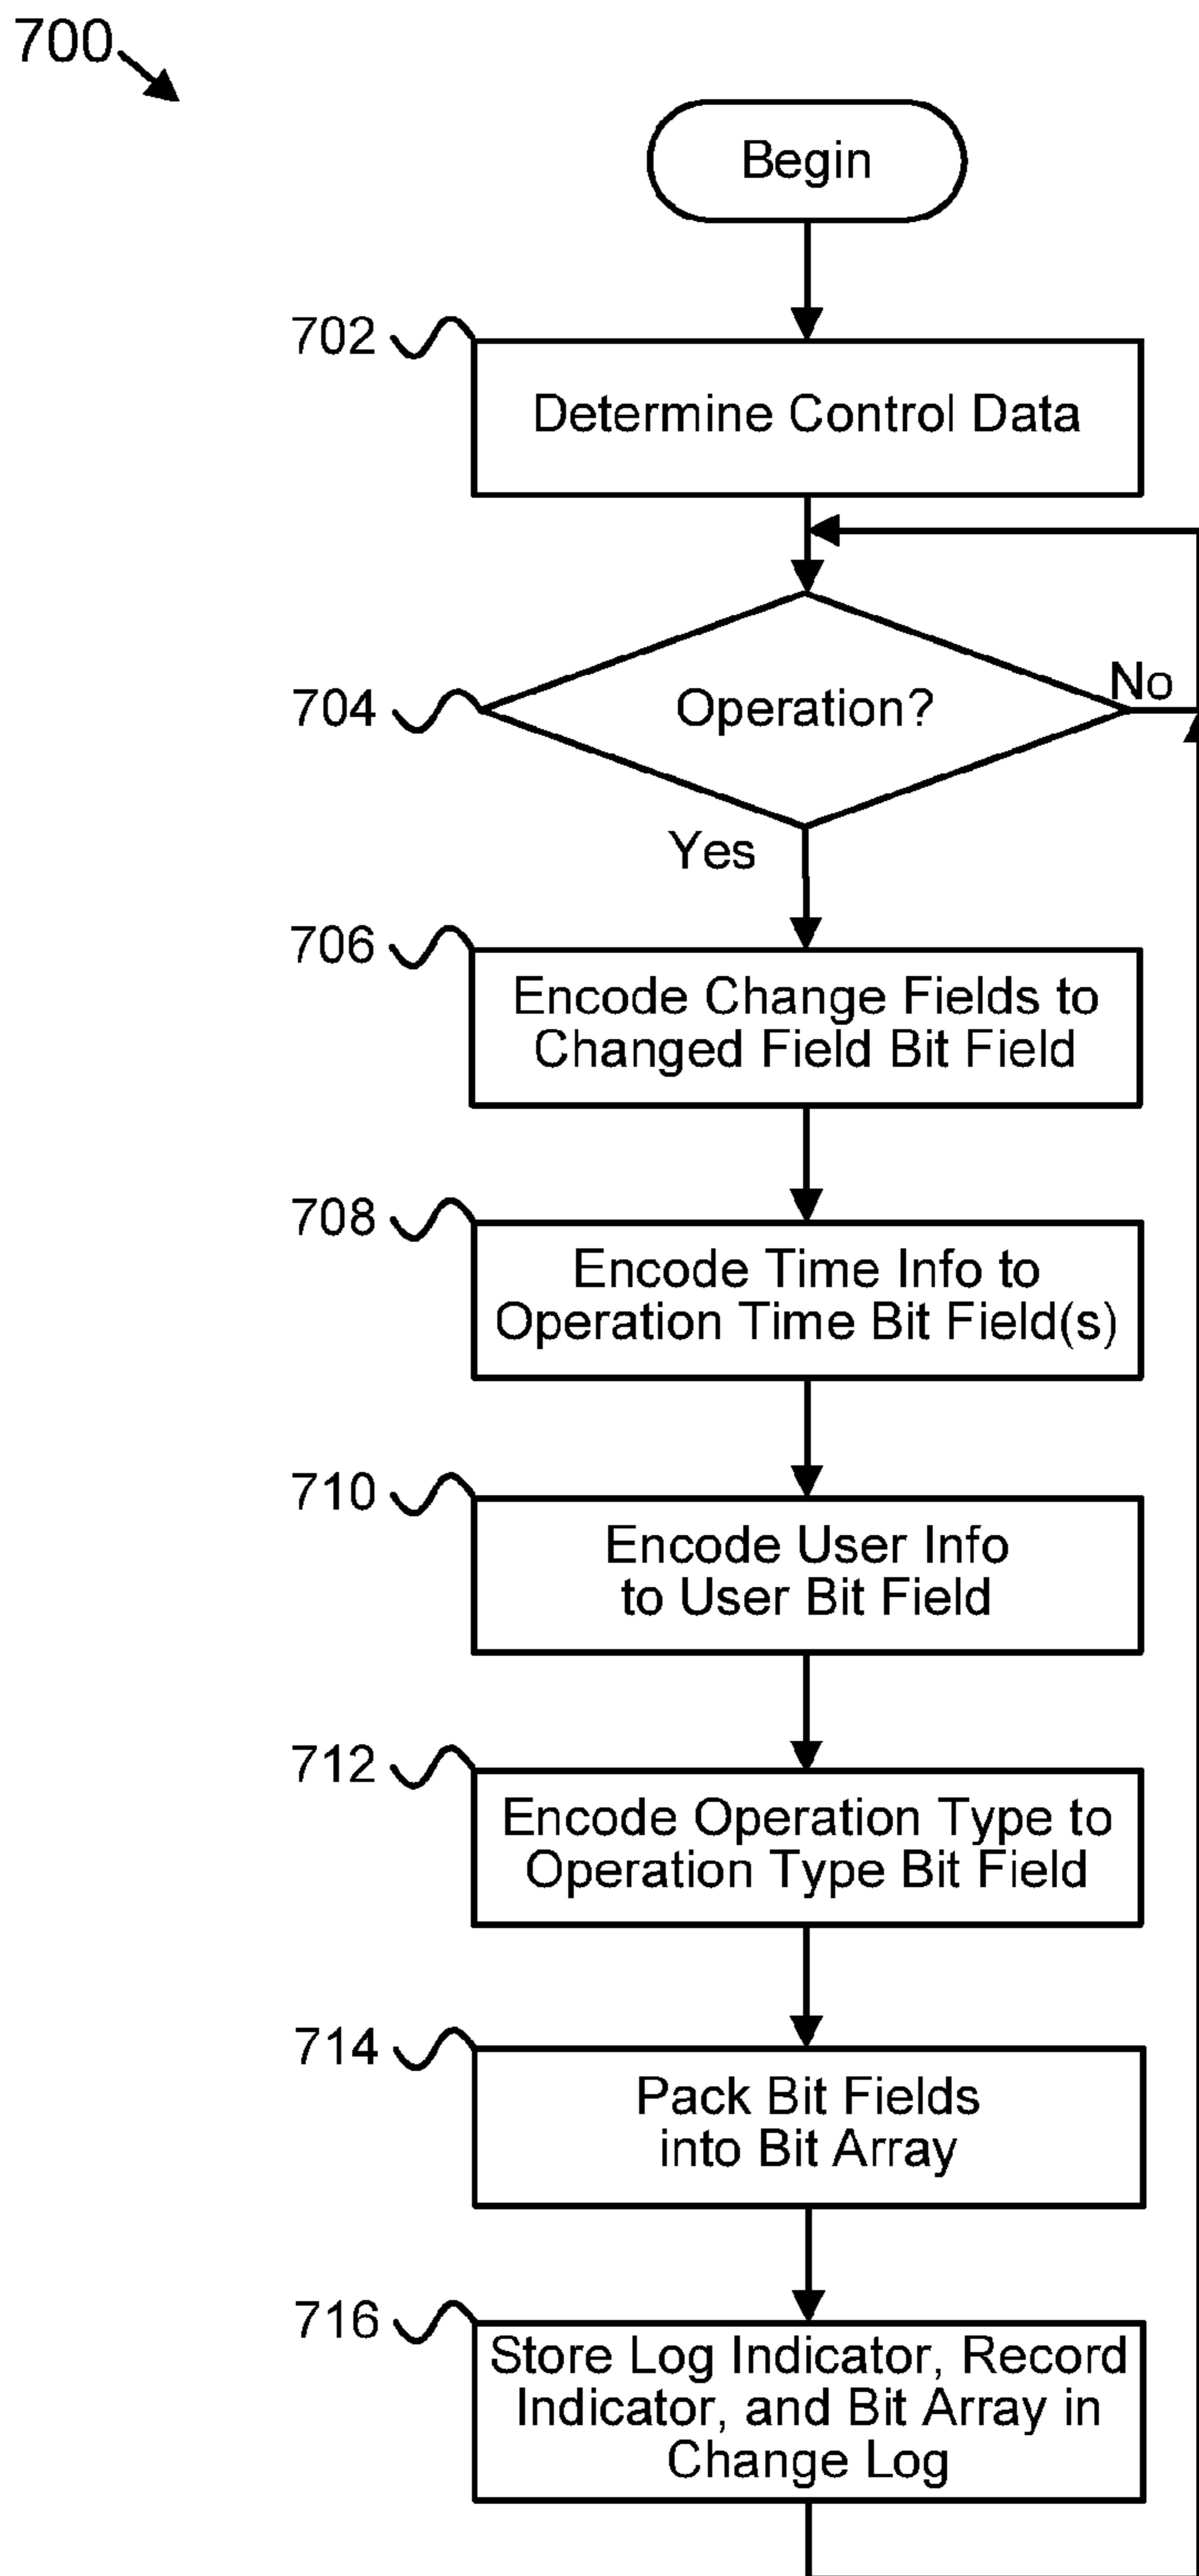 700
Begin
702
Determine Control Data
704
Operation?
No
Yes
706
Encode Change Fields to
Changed Field Bit Field
708
Encode Time Info to
Operation Time Bit Field(s)
710
Encode User Info
to User Bit Field
712
Encode Operation Type to
Operation Type Bit Field
714
Pack Bit Fields
into Bit Array
716
Store Log Indicator, Record
Indicator, and Bit Array in
Change Log